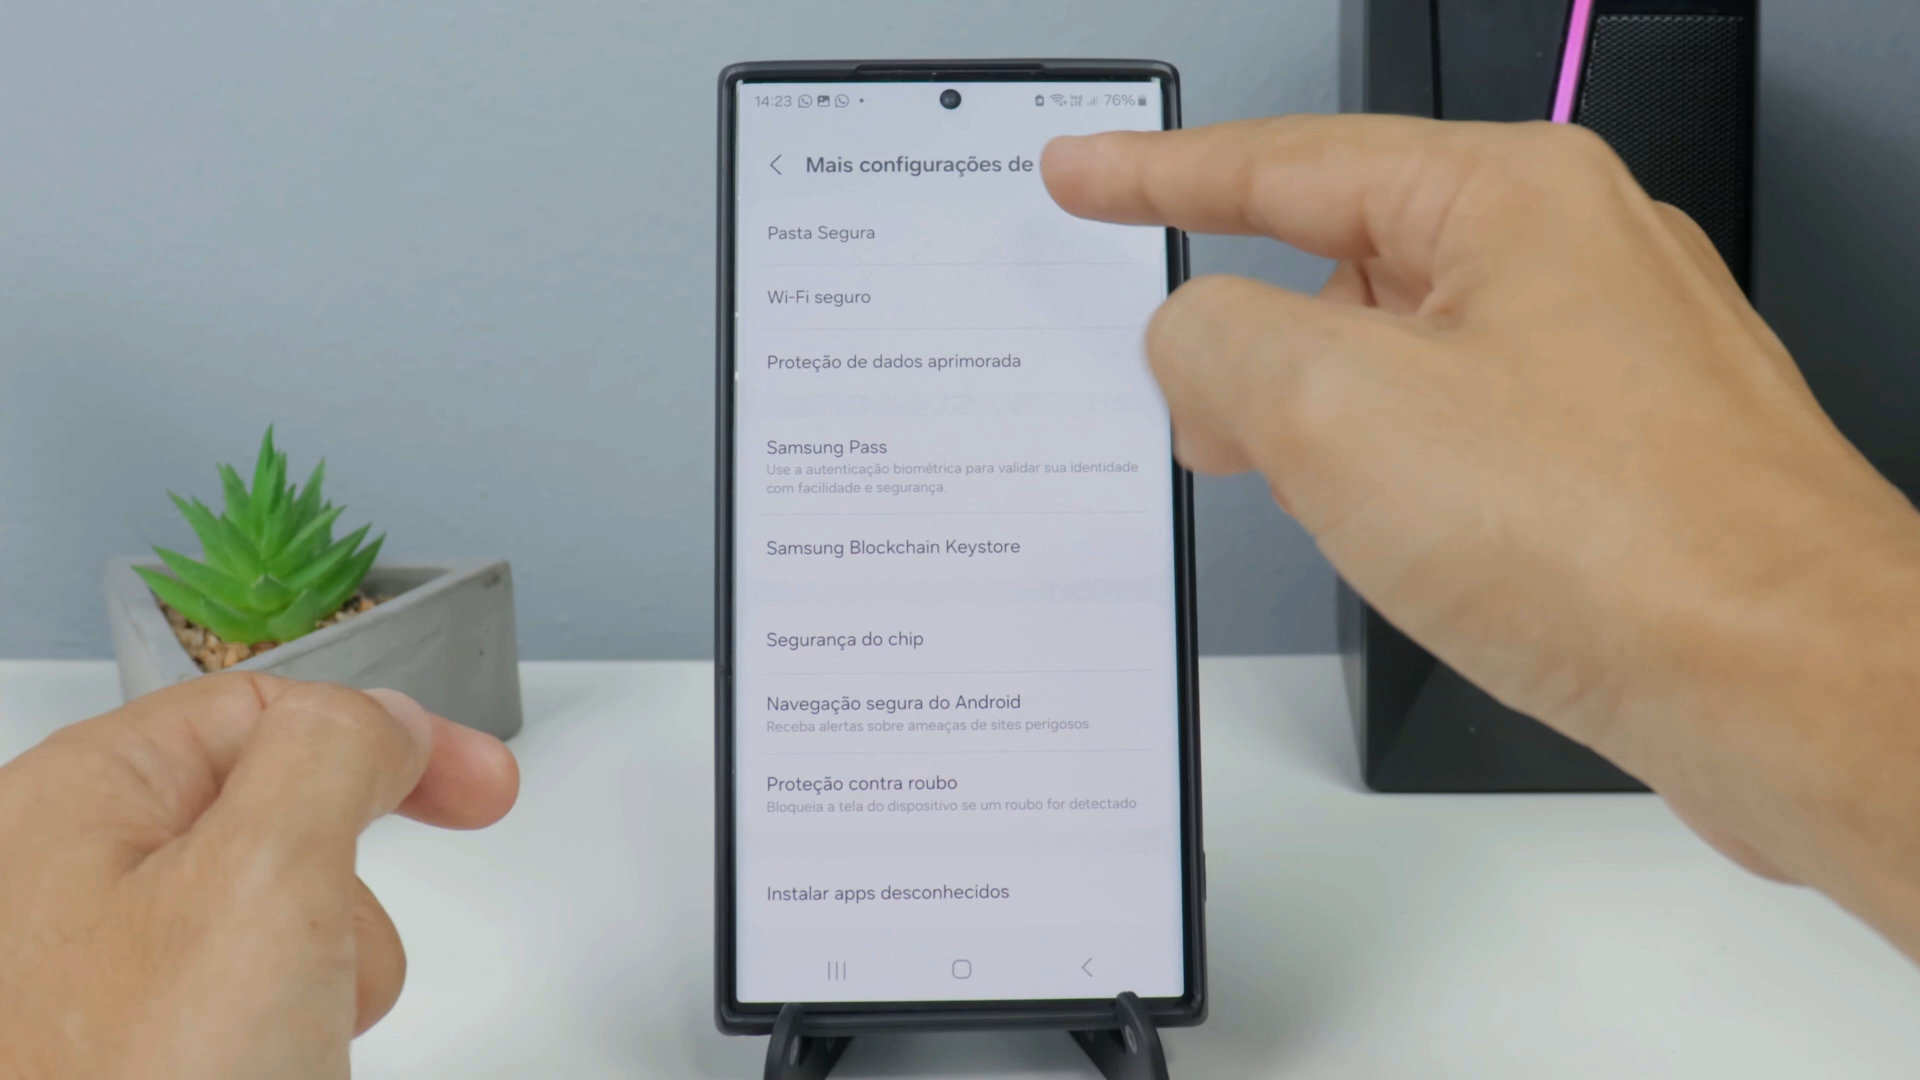 14:23
76%
Mais configurações de
Pasta Segura
Wi-Fi seguro
Proteção de dados aprimorada
Samsung Pass
Use a autenticação biométrica para validar sua identidade
com facilidade e segurança.
Samsung Blockchain Keystore
Segurança do chip
Navegação segura do Android
Receba alertas sobre ameaças de sites perigosos
Proteção contra roubo
Bloqueia a tela do dispositivo se um roubo for detectado
Instalar apps desconhecidos